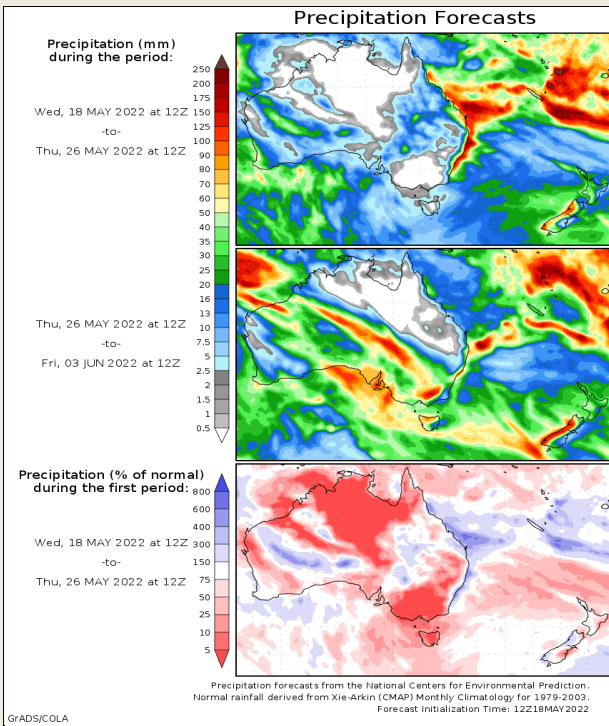 Precipitation Forecasts
Precipitation (mm)
during the period:
Wed, 18 MAY 2022 at 12Z
-to-
Thu, 26 MAY 2022 at 12Z
250
200
175
150
125
100
90
80
70
60
50
40
35
30
25
20
16
13
10
7.5
5
2.5
2
1.5
1
0.5
Thu, 26 MAY 2022 at 12Z
-to-
Fri, 03 JUN 2022 at 12Z
Precipitation (% of normal)
during the first period:
Wed, 18 MAY 2022 at 12Z
-to-
Thu, 26 MAY 2022 at 12Z
800
600
400
300
150
75
50
25
10
5
Precipitation forecasts from the National Centers for Environmental Prediction.
Normal rainfall derived from Xie-Arkin (CMAP) Monthly Climatology for 1979-2003.
Forecast Initialization Time: 12Z18MAY2022
GrADS/COLA